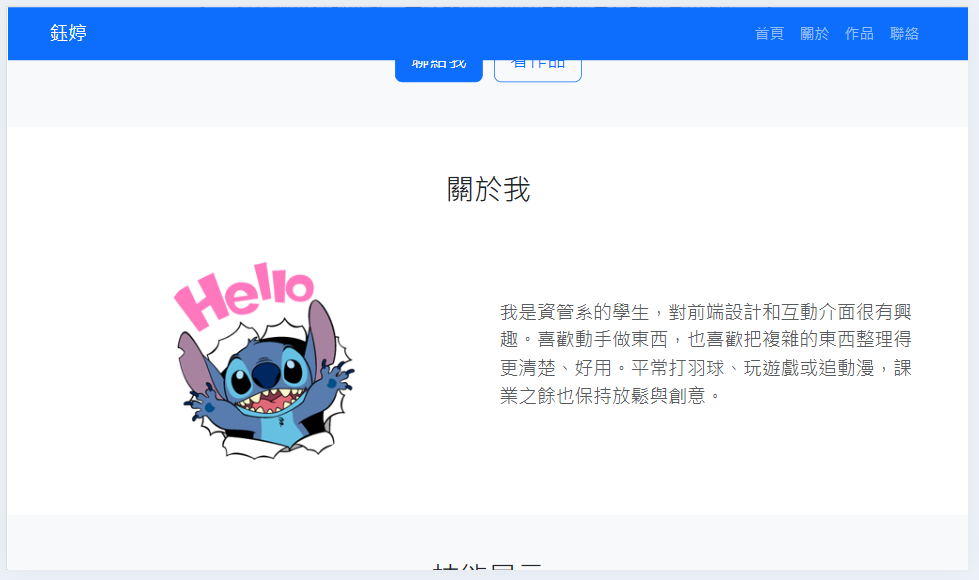 鈺婷
首頁 關於 作品 聯絡
聯絡我 看作品
關於我
Hello
我是資管系的學生，對前端設計和互動介面很有興
趣。喜歡動手做東西，也喜歡把複雜的東西整理得
更清楚、好用。平常打羽球、玩遊戲或追動漫，課
業之餘也保持放鬆與創意。